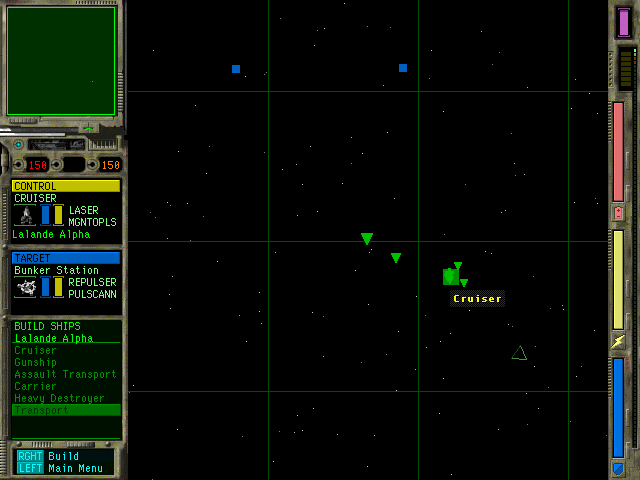 150 150
CONTROL
CRUISER
LASER
MGNTOPLS
Lalande Alpha
TARGET
Bunker Station
REPULSER
PULSCANN
BUILD SHIPS
Lalande Alpha
Cruiser
Gunship
Assault Transport
Carrier
Heavy Destroyer
Transport
RGHT Build
LEFT Main Menu
Cruiser